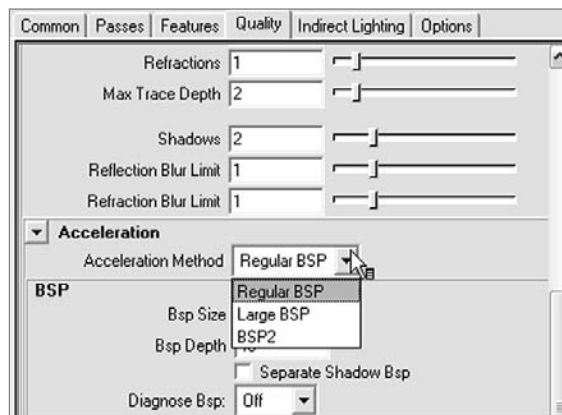 Common Passes Features Quality Indirect Lighting Options
Refractions 1
Max Trace Depth 2
Shadows 2
Reflection Blur Limit 1
Refraction Blur Limit 1
Acceleration
Acceleration Method Regular BSP
BSP
Regular BSP
Bsp Size Large BSP
BSP2
Bsp Depth
Separate Shadow Bsp
Diagnose Bsp: Off